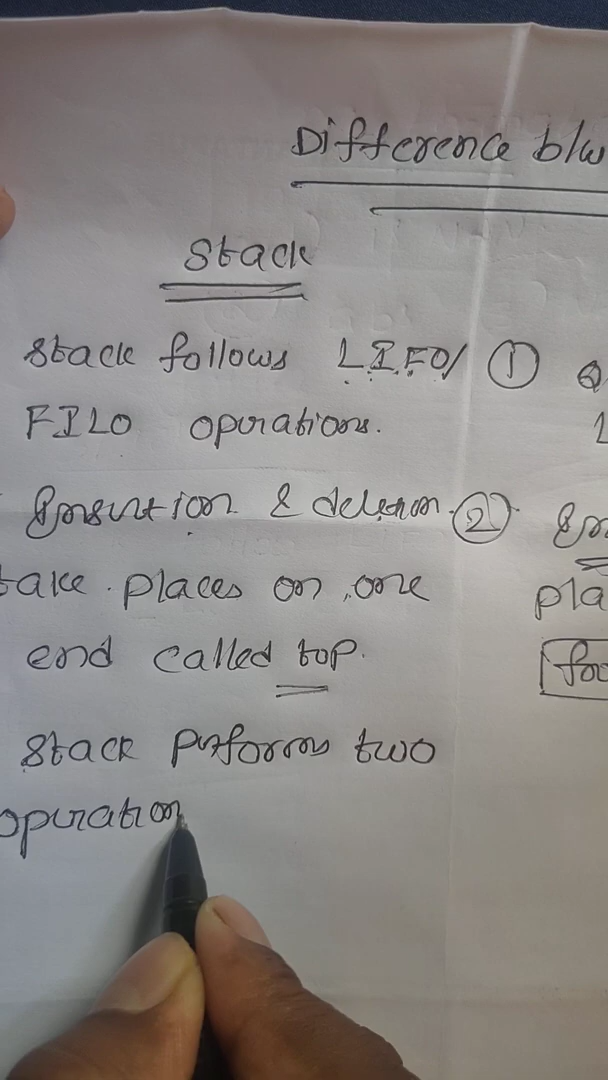 Difference b/w
Stack
Stack follows LIFO/ ①
FILO operations.
Insertion & deletion. ②
take places on one
pla
end called top.
Stack performs two
operation